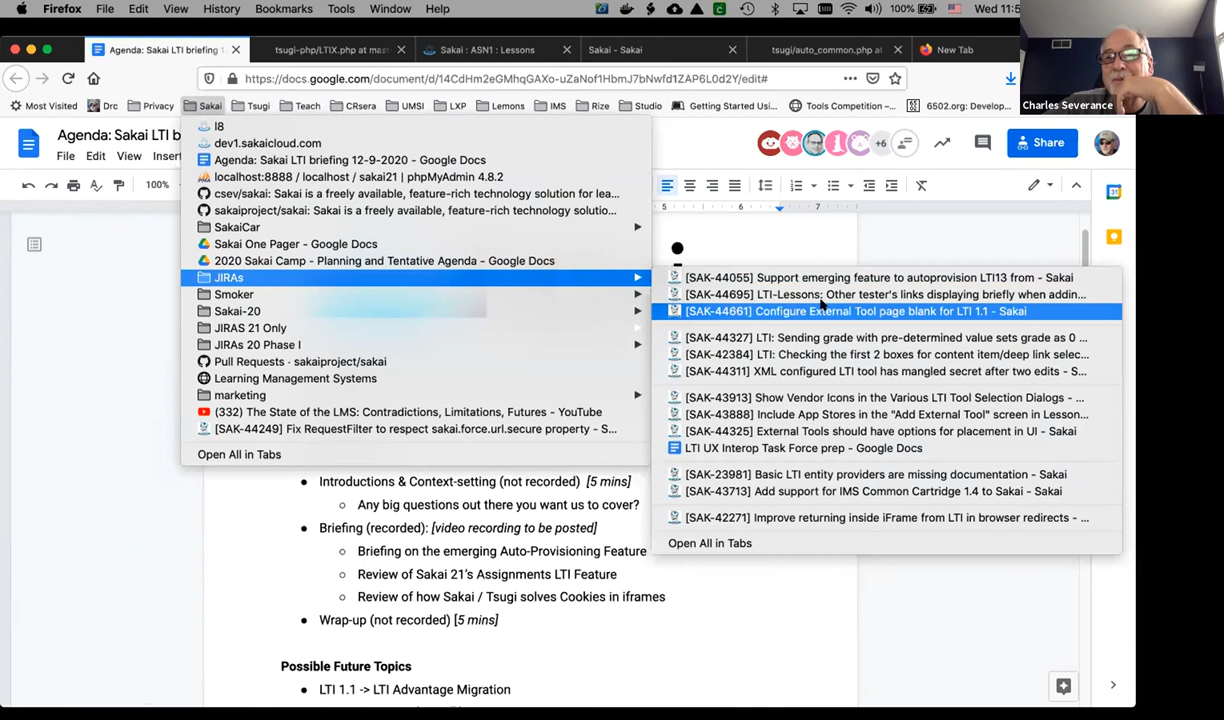 Firefox File Edit View History Bookmarks Tools Window Help 100% Wed 11:5
Agenda: Sakai LTI briefing 1 tsugi-php/LTIX.php at mast Sakai : ASN1 : Lessons Sakai - Sakai tsugi/auto_common.php at New Tab
https://docs.google.com/document/d/14CdHm2eGMhqGAXo-uZaNof1HbmJ7bNwfd1ZAP6L0d2Y/edit#
Charles Severance
Most Visited Drc Privacy Sakai Tsugi Teach CRsera UMSI LXP Lemons IMS Rize Studio Getting Started Usi... Tools Competition –... 6502.org: Develop...
Agenda: Sakai LTI b
+6
Share
File Edit View Inser
100%
5 6 7
I8
dev1.sakaicloud.com
Agenda: Sakai LTI briefing 12-9-2020 - Google Docs
localhost:8888 / localhost / sakai21 | phpMyAdmin 4.8.2
csev/sakai: Sakai is a freely available, feature-rich technology solution for lea...
sakaiproject/sakai: Sakai is a freely available, feature-rich technology solutio...
SakaiCar
Sakai One Pager - Google Docs
2020 Sakai Camp - Planning and Tentative Agenda - Google Docs
JIRAs
Smoker
Sakai-20
JIRAS 21 Only
JIRAs 20 Phase I
Pull Requests · sakaiproject/sakai
Learning Management Systems
marketing
(332) The State of the LMS: Contradictions, Limitations, Futures - YouTube
[SAK-44249] Fix RequestFilter to respect sakai.force.url.secure property - S...
Open All in Tabs
[SAK-44055] Support emerging feature to autoprovision LTI13 from - Sakai
[SAK-44695] LTI-Lessons: Other tester's links displaying briefly when addin...
[SAK-44661] Configure External Tool page blank for LTI 1.1 - Sakai
[SAK-44327] LTI: Sending grade with pre-determined value sets grade as 0 ...
[SAK-42384] LTI: Checking the first 2 boxes for content item/deep link selec...
[SAK-44311] XML configured LTI tool has mangled secret after two edits - S...
[SAK-43913] Show Vendor Icons in the Various LTI Tool Selection Dialogs - ...
[SAK-43888] Include App Stores in the "Add External Tool" screen in Lesson...
[SAK-44325] External Tools should have options for placement in UI - Sakai
LTI UX Interop Task Force prep - Google Docs
[SAK-23981] Basic LTI entity providers are missing documentation - Sakai
[SAK-43713] Add support for IMS Common Cartridge 1.4 to Sakai - Sakai
[SAK-42271] Improve returning inside iFrame from LTI in browser redirects - ...
Open All in Tabs
● Introductions & Context-setting (not recorded) [5 mins]
○ Any big questions out there you want us to cover?
● Briefing (recorded): [video recording to be posted]
○ Briefing on the emerging Auto-Provisioning Feature
○ Review of Sakai 21's Assignments LTI Feature
○ Review of how Sakai / Tsugi solves Cookies in iframes
● Wrap-up (not recorded) [5 mins]
Possible Future Topics
● LTI 1.1 -> LTI Advantage Migration